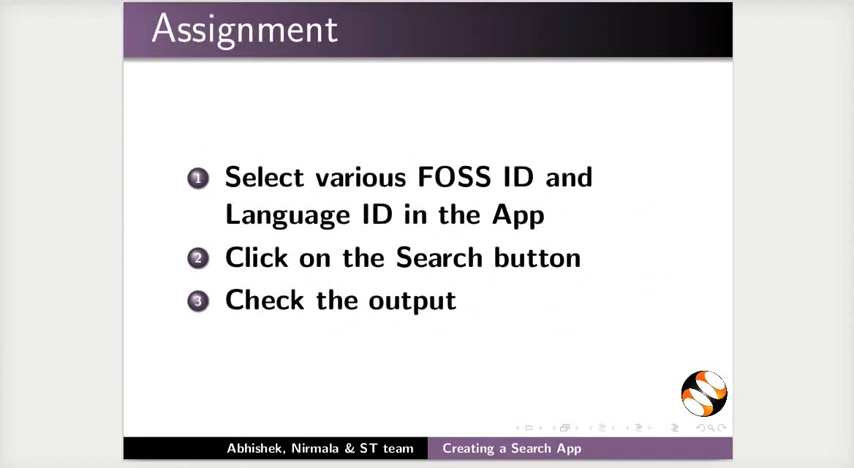 Assignment
1 Select various FOSS ID and
Language ID in the App
2 Click on the Search button
3 Check the output
Abhishek, Nirmala & ST team Creating a Search App